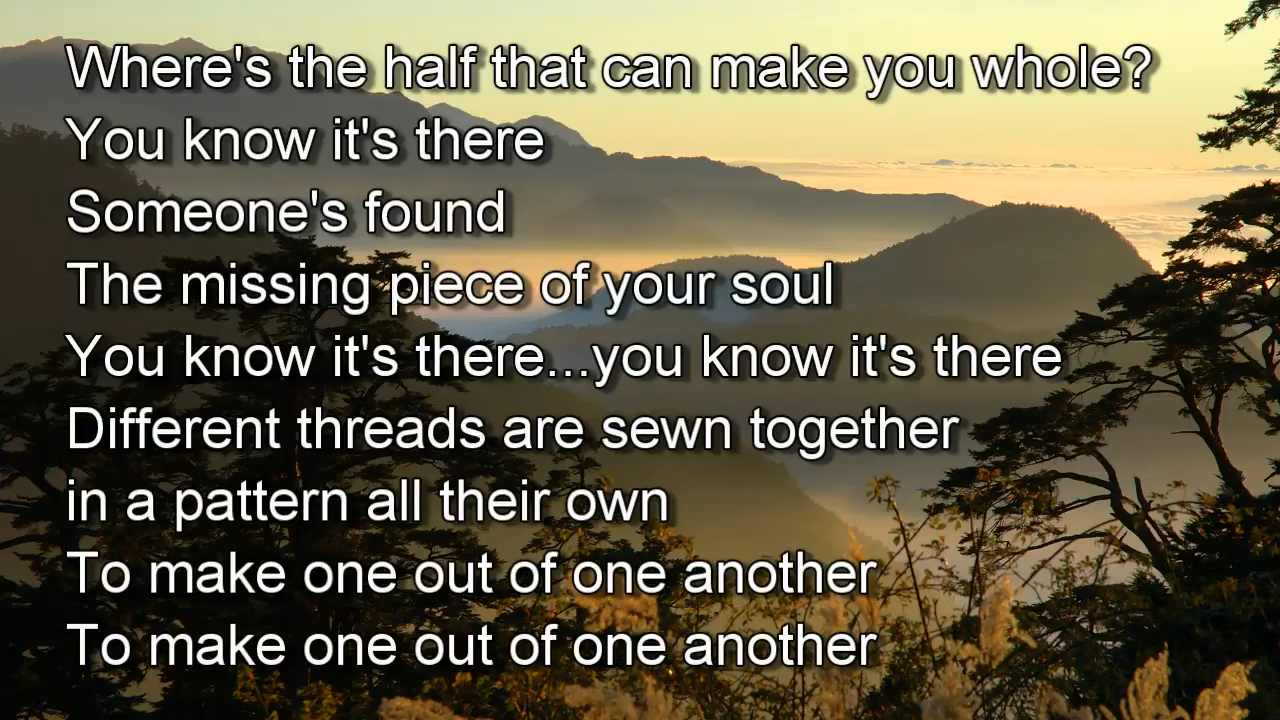 Where's the half that can make you whole?
You know it's there
Someone's found
The missing piece of your soul
You know it's there...you know it's there
Different threads are sewn together
in a pattern all their own
To make one out of one another
To make one out of one another